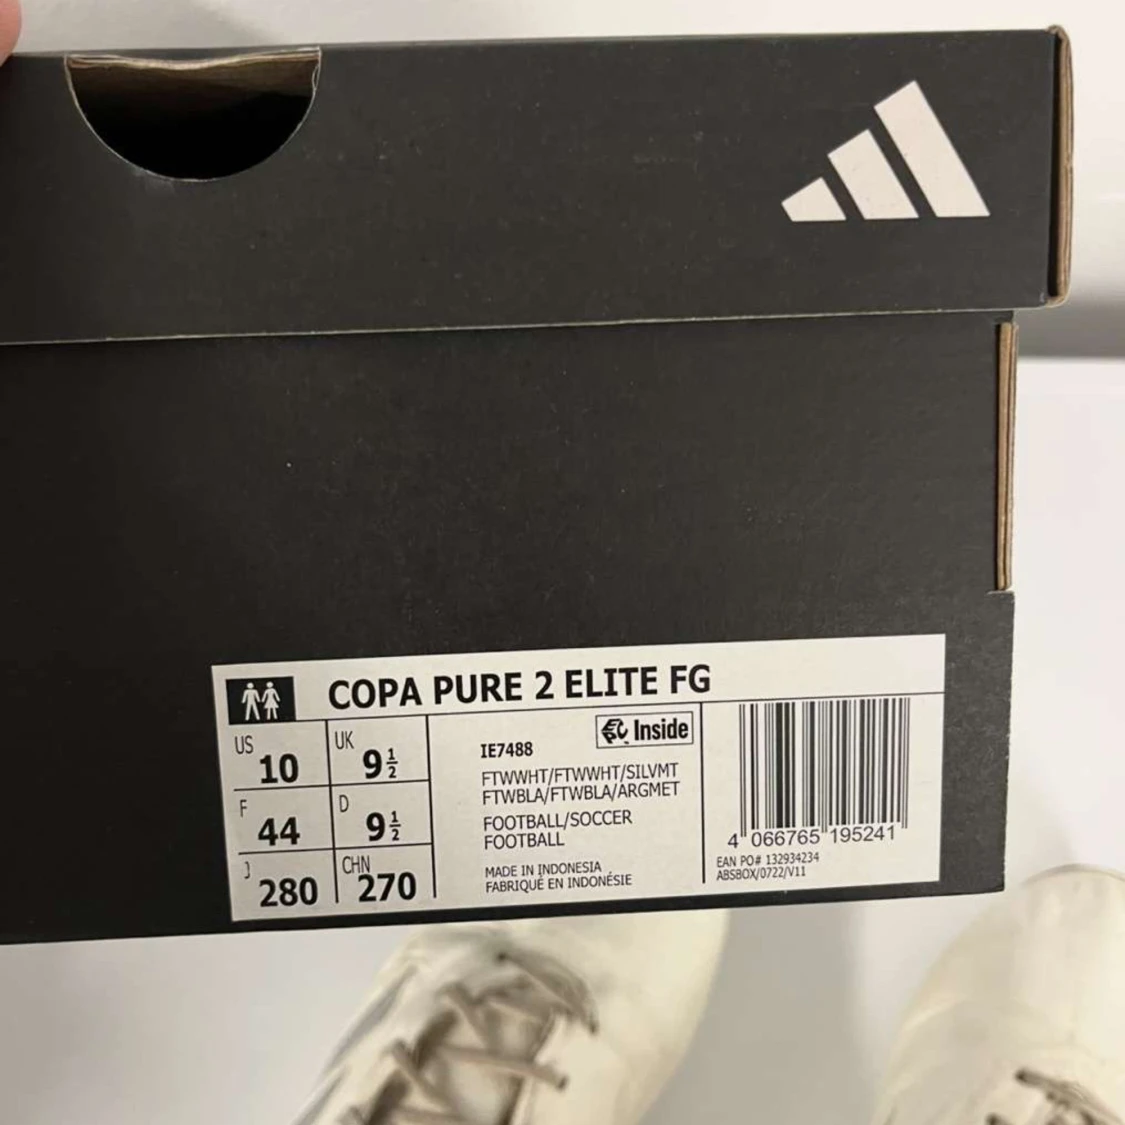 COPA PURE 2 ELITE FG
US 10
UK 9½
F 44
D 9½
J 280
CHN 270
Inside
IE7488
FTWWHT/FTWWHT/SILVMT
FTWBLA/FTWBLA/ARGMET
FOOTBALL/SOCCER
FOOTBALL
MADE IN INDONESIA
FABRIQUÉ EN INDONÉSIE
4 066765 195241
EAN PO# 132934234
ABSBOX/0722/V11